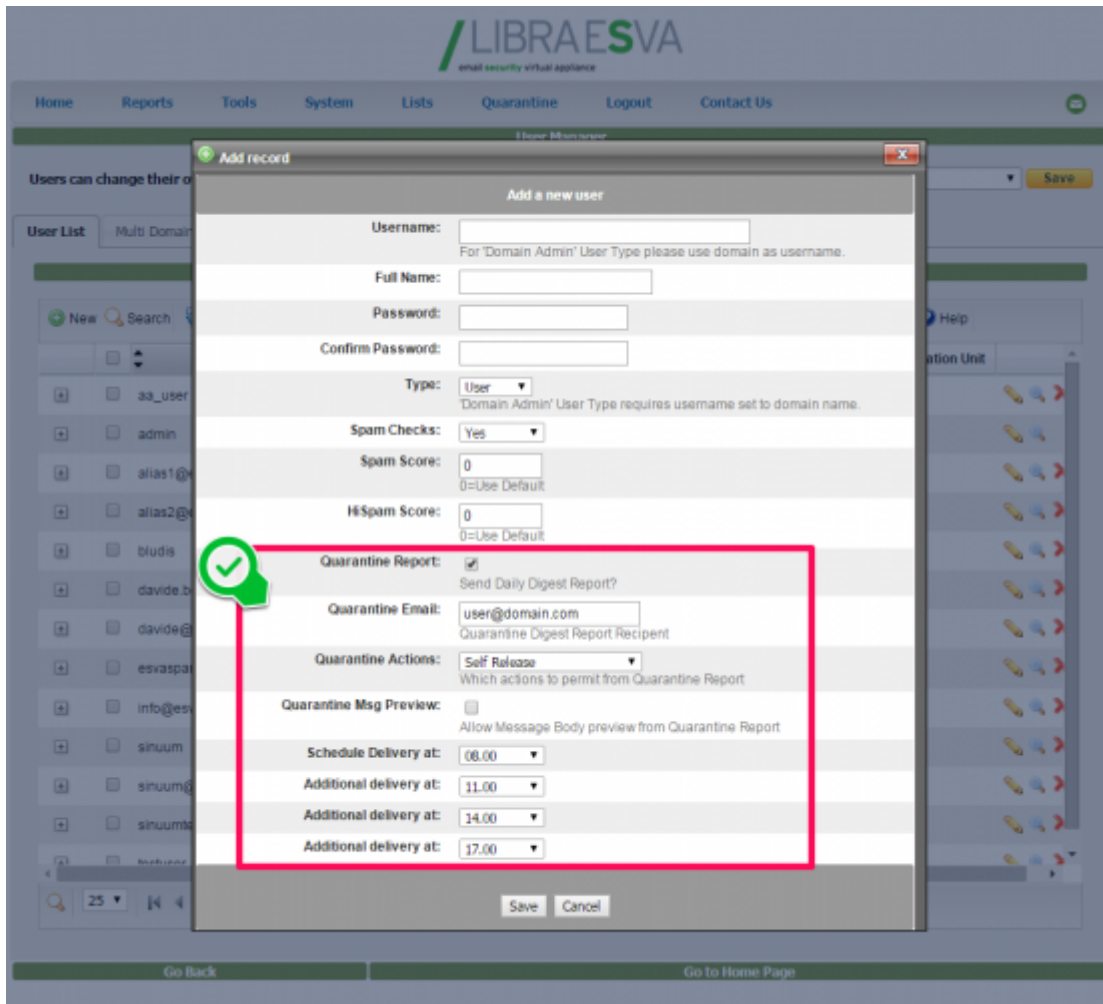 LIBRAESVA
email security virtual appliance
Home Reports Tools System Lists Quarantine Logout Contact Us
User Manager
Add record
x
Users can change their o
Save
Add a new user
User List Multi Domain
Username:
For 'Domain Admin' User Type please use domain as username.
Full Name:
New Search Help
Password:
Confirm Password:
ation Unit
Type: User
'Domain Admin' User Type requires username set to domain name.
aa_user
Spam Checks: Yes
admin
Spam Score: 0
0=Use Default
alias1@e
HiSpam Score: 0
0=Use Default
alias2@e
bludis
Quarantine Report:
Send Daily Digest Report?
davide.b
Quarantine Email: user@domain.com
Quarantine Digest Report Recipent
davide@
Quarantine Actions: Self Release
Which actions to permit from Quarantine Report
esvaspa
info@esv
Quarantine Msg Preview:
Allow Message Body preview from Quarantine Report
sinuum
Schedule Delivery at: 08.00
Additional delivery at: 11.00
sinuum@
Additional delivery at: 14.00
sinuumte
Additional delivery at: 17.00
testuser
25
Save Cancel
Go Back Go to Home Page